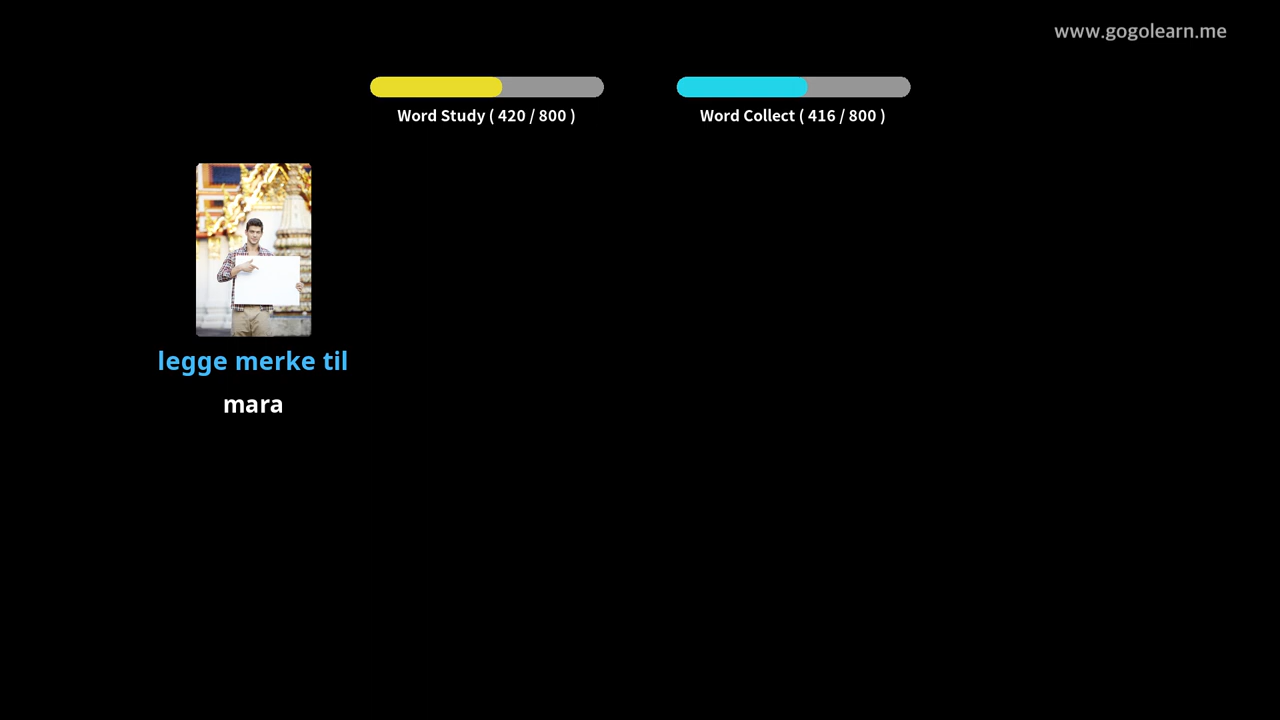 www.gogolearn.me
Word Study ( 420 / 800 )
Word Collect ( 416 / 800 )
legge merke til
mara